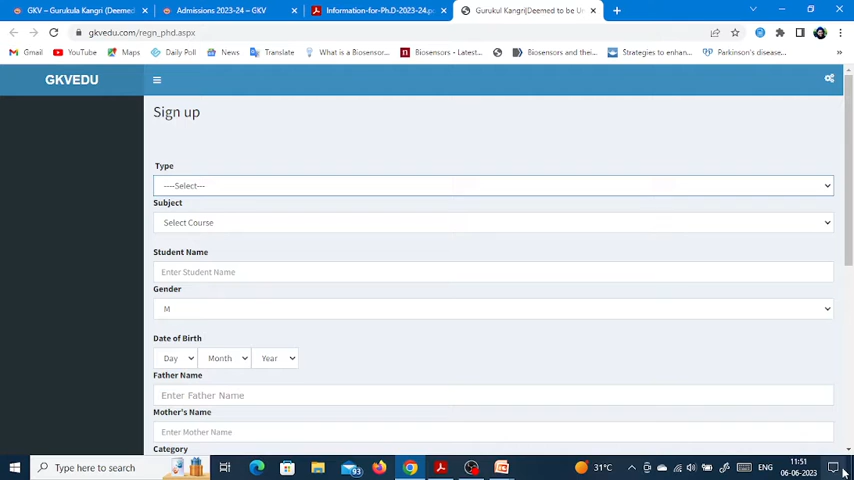 GKV – Gurukula Kangri (Deemed
Admissions 2023-24 – GKV
Information-for-Ph.D-2023-24.pdf
Gurukul Kangri(Deemed to be Un
gkvedu.com/regn_phd.aspx
Gmail
YouTube
Maps
Daily Poll
News
Translate
What is a Biosensor...
Biosensors - Latest...
Biosensors and thei...
Strategies to enhan...
Parkinson's disease...
GKVEDU
Sign up
Type
----Select---
Subject
Select Course
Student Name
Enter Student Name
Gender
M
Date of Birth
Day
Month
Year
Father Name
Enter Father Name
Mother's Name
Enter Mother Name
Category
Type here to search
93
31°C
ENG
11:51
06-06-2023